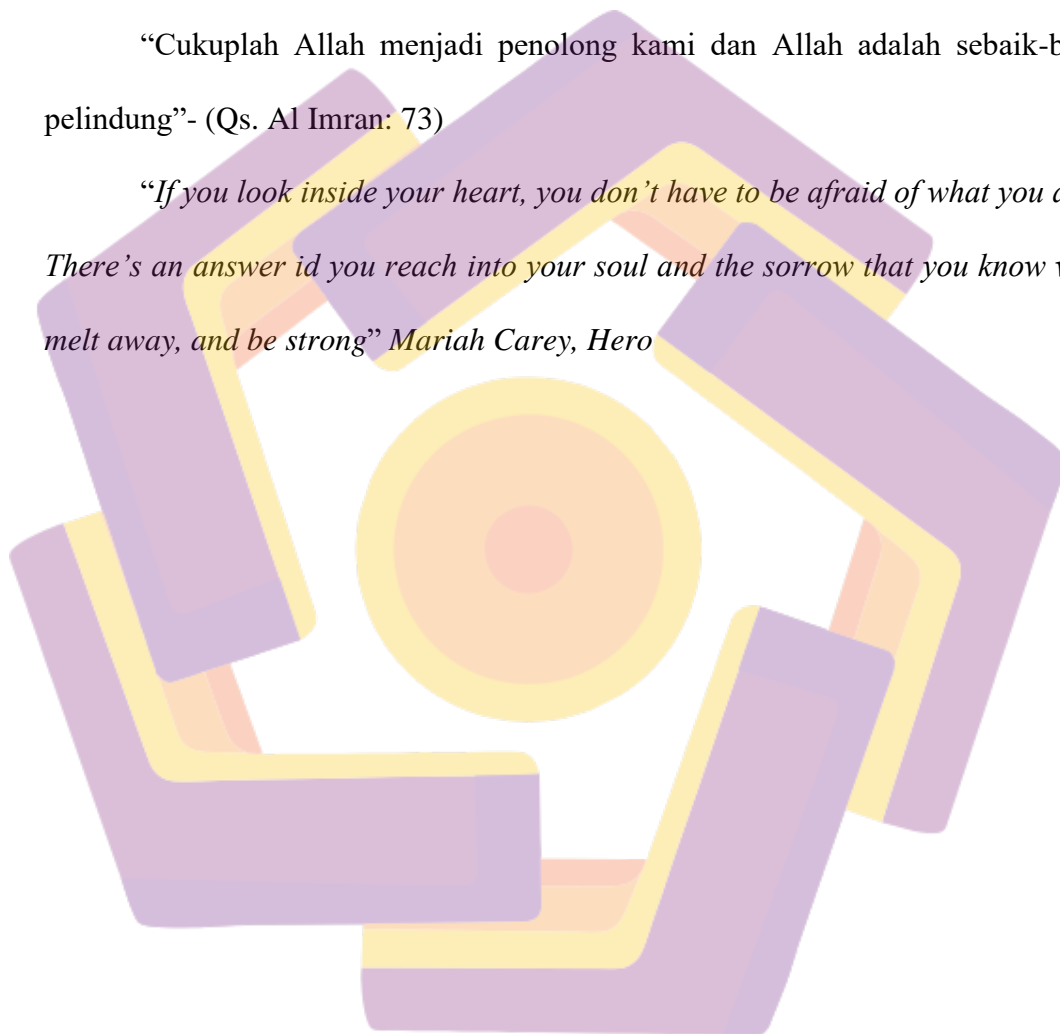 “Cukuplah Allah menjadi penolong kami dan Allah adalah sebaik-b
pelindung”- (Qs. Al Imran: 73)
“If you look inside your heart, you don’t have to be afraid of what you a
There’s an answer id you reach into your soul and the sorrow that you know
melt away, and be strong” Mariah Carey, Hero